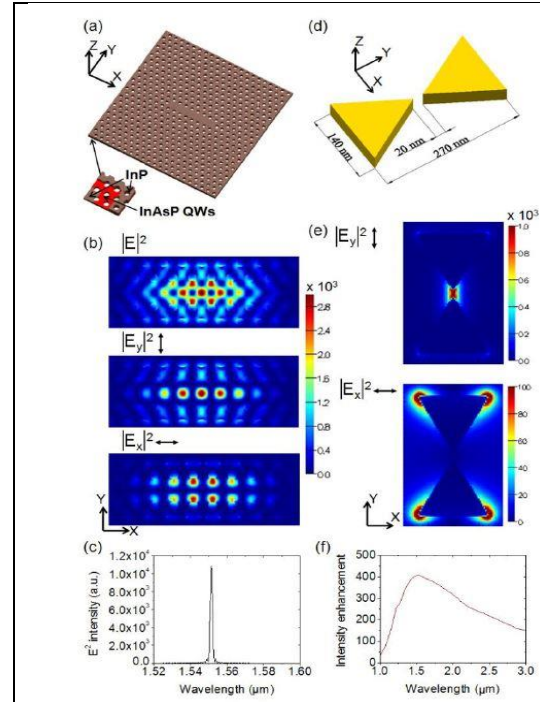 (a)
Z
Y
X
InP
InAsP QWs
(b)
|E|²
|Ey|²
|Ex|²
Y
X
x 10³
2.8
2.4
2.0
1.6
1.2
0.80
0.40
0.00
(c)
E² intensity (a.u.)
1.2x10⁴
1.0x10⁴
8.0x10³
6.0x10³
4.0x10³
2.0x10³
0.0
1.52
1.54
1.56
1.58
1.60
Wavelength (µm)
(d)
Z
Y
X
140 nm
20 nm
270 nm
(e)
|Ey|²
x 10³
1.0
0.8
0.6
0.4
0.2
0.0
|Ex|²
100
80
60
40
20
0
Y
X
(f)
Intensity enhancement
500
400
300
200
100
0
1.0
1.5
2.0
2.5
3.0
Wavelength (µm)